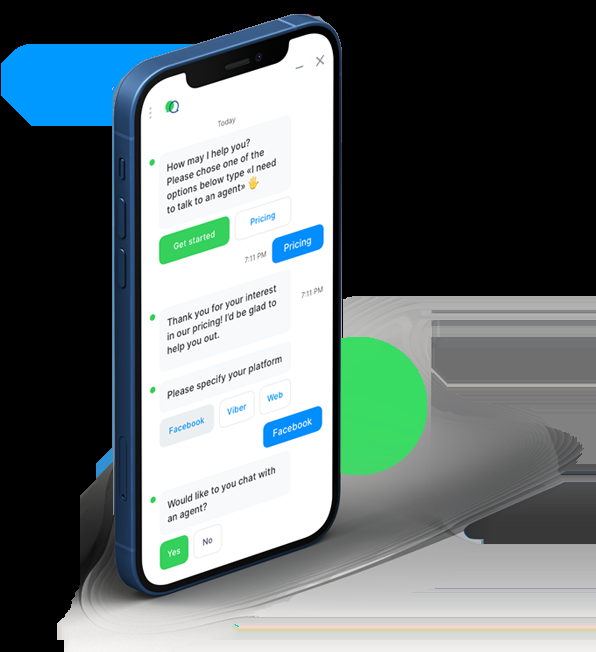 Today
How may I help you?
Please chose one of the
options below type «I need
to talk to an agent» 🖐
Get started
Pricing
Pricing
7:11 PM
Thank you for your interest
in our pricing! I'd be glad to
help you out.
7:11 PM
Please specify your platform
Facebook
Viber
Web
Facebook
Would like to you chat with
an agent?
Yes
No